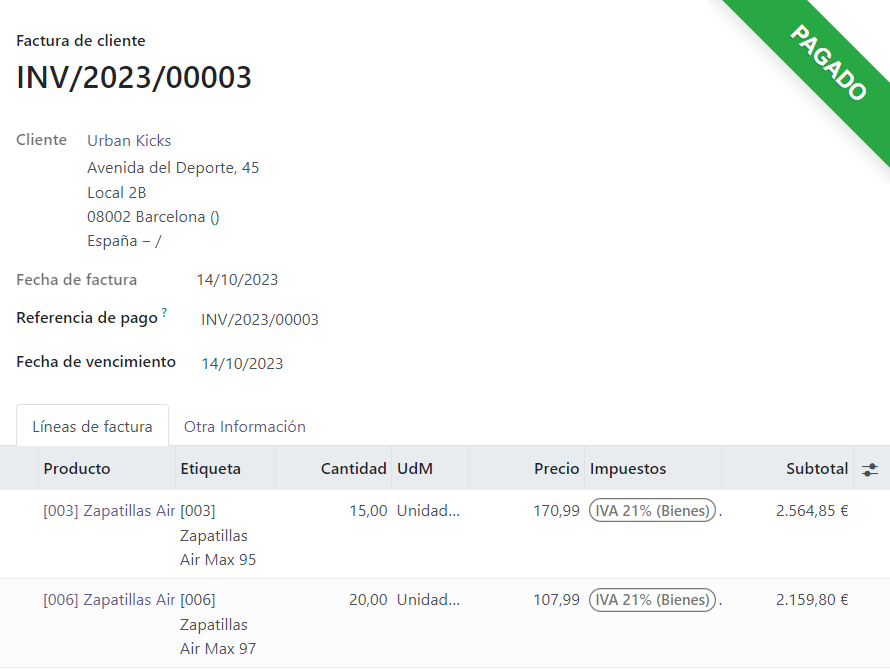 PAGADO
Factura de cliente
INV/2023/00003
Cliente Urban Kicks
Avenida del Deporte, 45
Local 2B
08002 Barcelona ()
España – /
Fecha de factura 14/10/2023
Referencia de pago ? INV/2023/00003
Fecha de vencimiento 14/10/2023
Líneas de factura Otra Información
Producto Etiqueta Cantidad UdM Precio Impuestos Subtotal
[003] Zapatillas Air [003] 15,00 Unidad... 170,99 IVA 21% (Bienes) . 2.564,85 €
Zapatillas
Air Max 95
[006] Zapatillas Air [006] 20,00 Unidad... 107,99 IVA 21% (Bienes) . 2.159,80 €
Zapatillas
Air Max 97